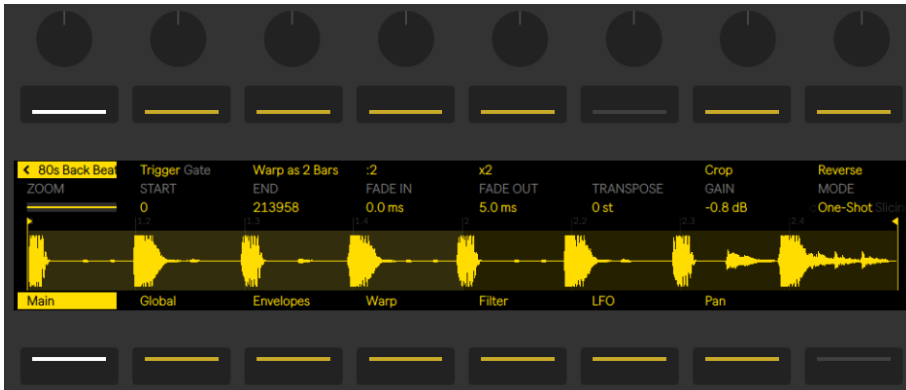 < 80s Back Beat Trigger Gate Warp as 2 Bars :2 x2 Crop Reverse
ZOOM START END FADE IN FADE OUT TRANSPOSE GAIN MODE
0 213958 0.0 ms 5.0 ms 0 st -0.8 dB One-Shot Slicin
1.2 1.3 1.4 2 2.2 2.3 2.4
Main Global Envelopes Warp Filter LFO Pan